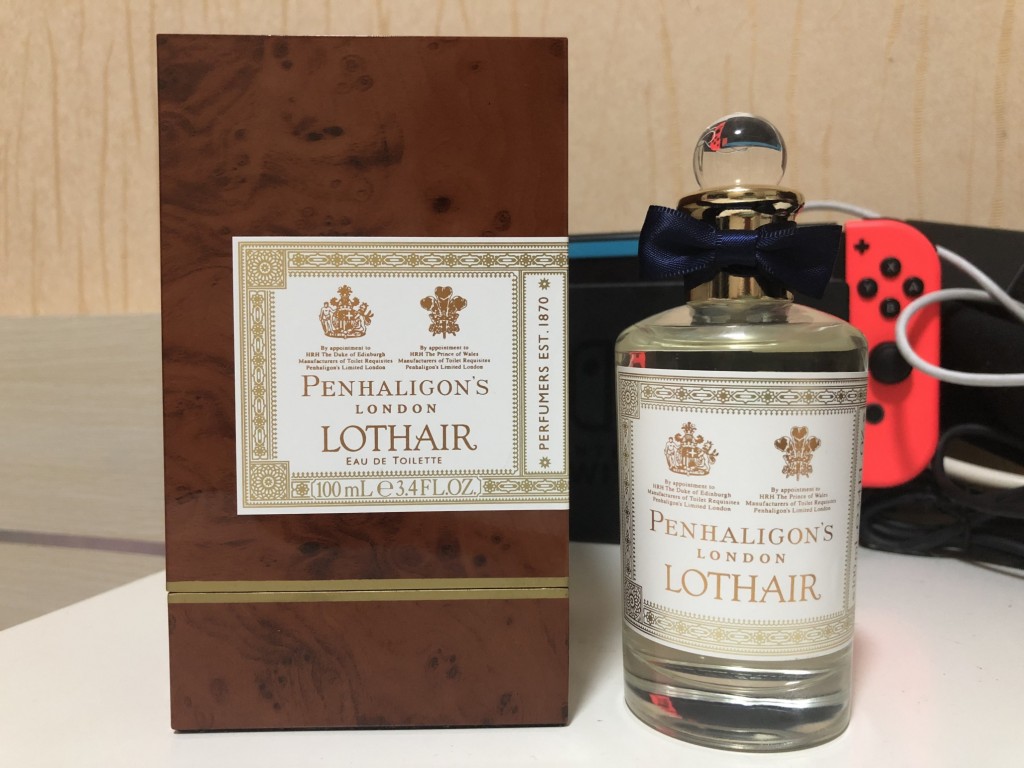 By appointment to
HRH The Duke of Edinburgh
Manufacturers of Toilet Requisites
Penhaligon's Limited London
By appointment to
HRH The Prince of Wales
Manufacturers of Toilet Requisites
Penhaligon's Limited London
PENHALIGON'S
LONDON
LOTHAIR
EAU DE TOILETTE
100 mL ℮ 3.4 FL.OZ.
PERFUMERS EST. 1870
By appointment to
HRH The Duke of Edinburgh
Manufacturers of Toilet Requisites
Penhaligon's Limited London
By appointment to
HRH The Prince of Wales
Manufacturers of Toilet Requisites
Penhaligon's Limited London
PENHALIGON'S
LONDON
LOTHAIR
X
Y
A
B